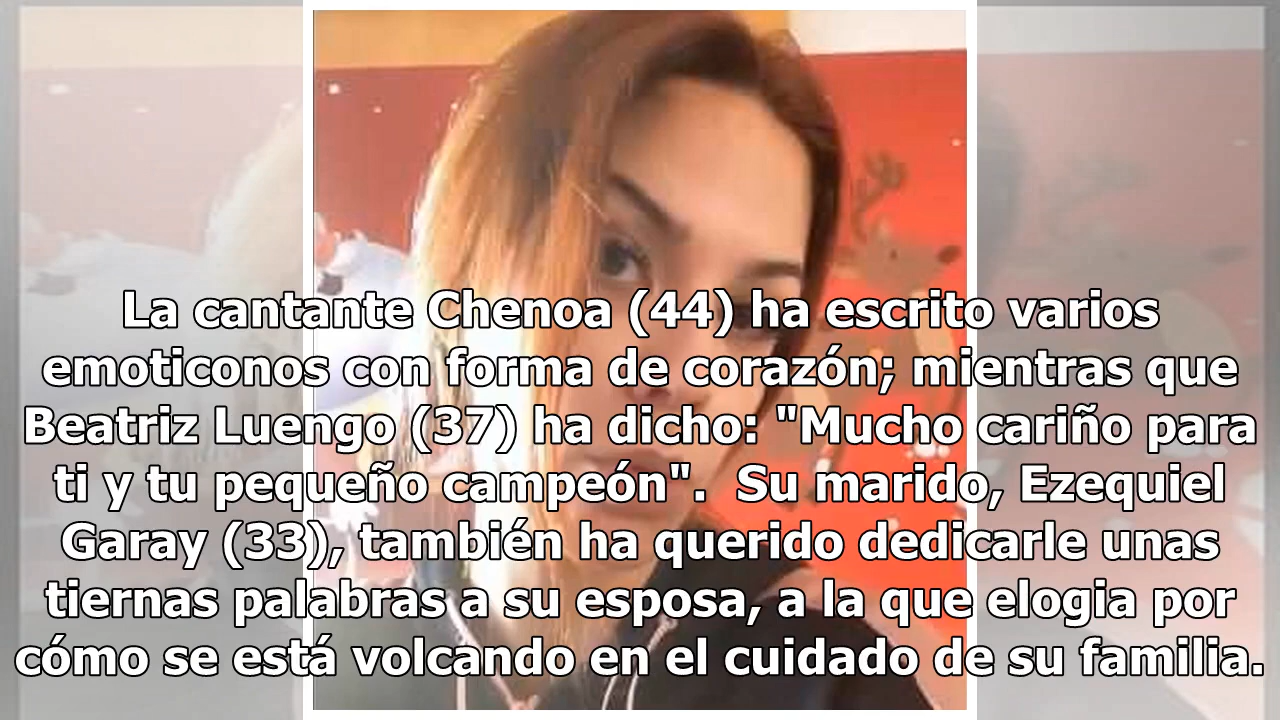 La cantante Chenoa (44) ha escrito varios
emoticonos con forma de corazón; mientras que
Beatriz Luengo (37) ha dicho: "Mucho cariño para
ti y tu pequeño campeón".  Su marido, Ezequiel
Garay (33), también ha querido dedicarle unas
tiernas palabras a su esposa, a la que elogia por
cómo se está volcando en el cuidado de su familia.